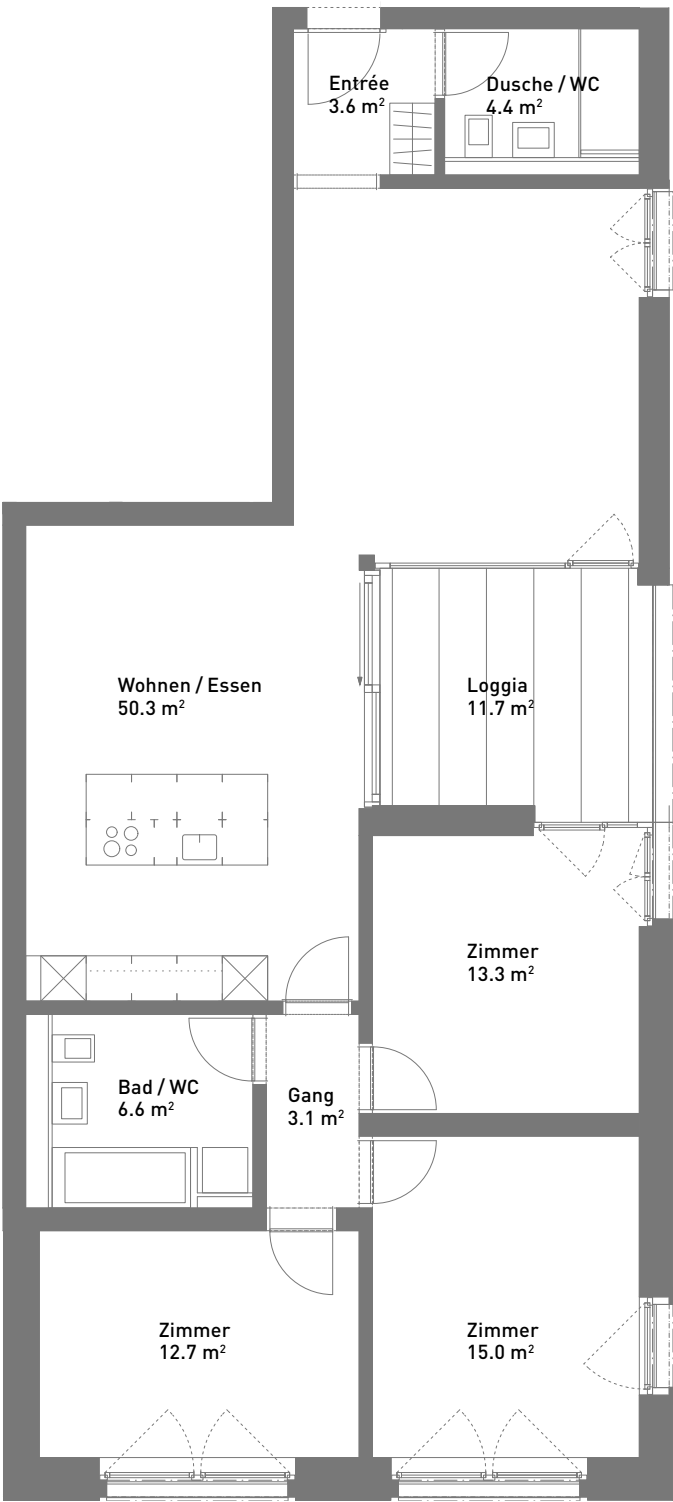 Entrée
3.6 m²
Dusche / WC
4.4 m²
Wohnen / Essen
50.3 m²
Loggia
11.7 m²
Zimmer
13.3 m²
Bad / WC
6.6 m²
Gang
3.1 m²
Zimmer
12.7 m²
Zimmer
15.0 m²